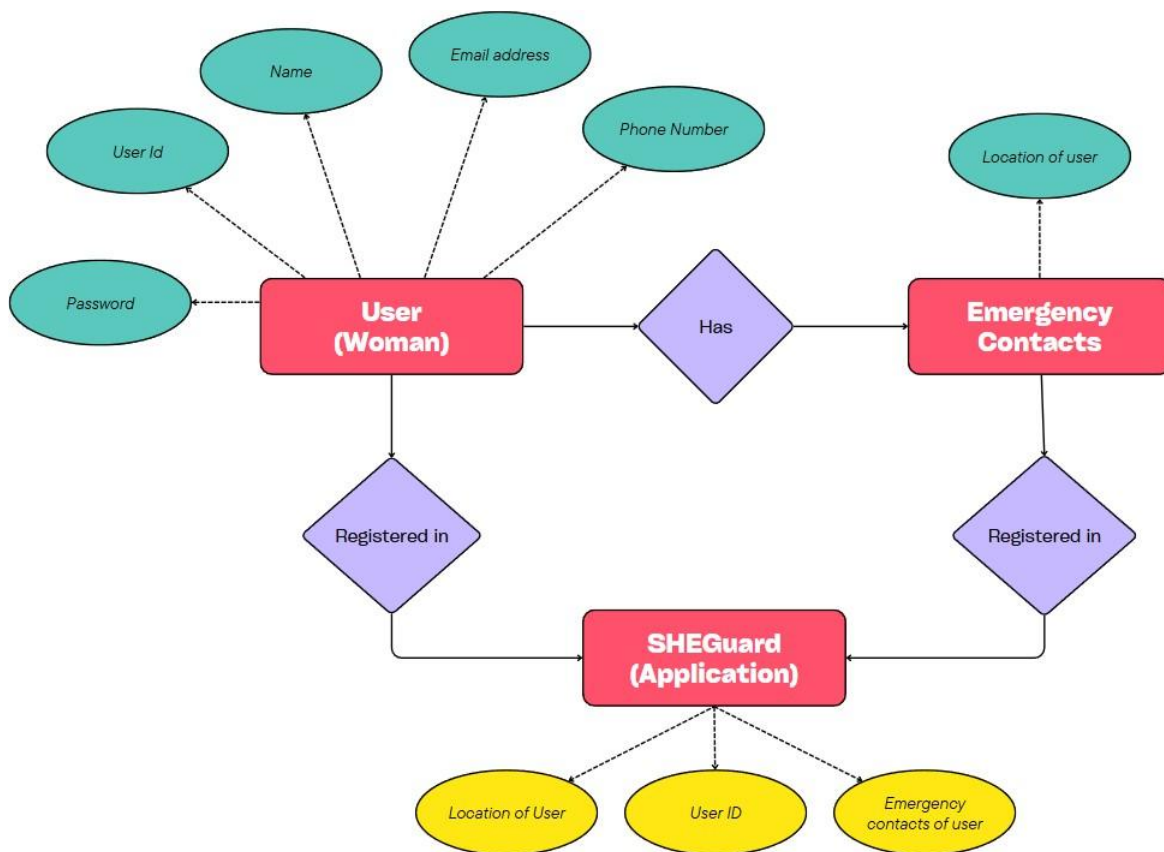 Email address
Name
Phone Number
User Id
Location of user
Password
User
(Woman)
Has
Emergency
Contacts
Registered in
Registered in
SHEGuard
(Application)
Location of User
User ID
Emergency
contacts of user